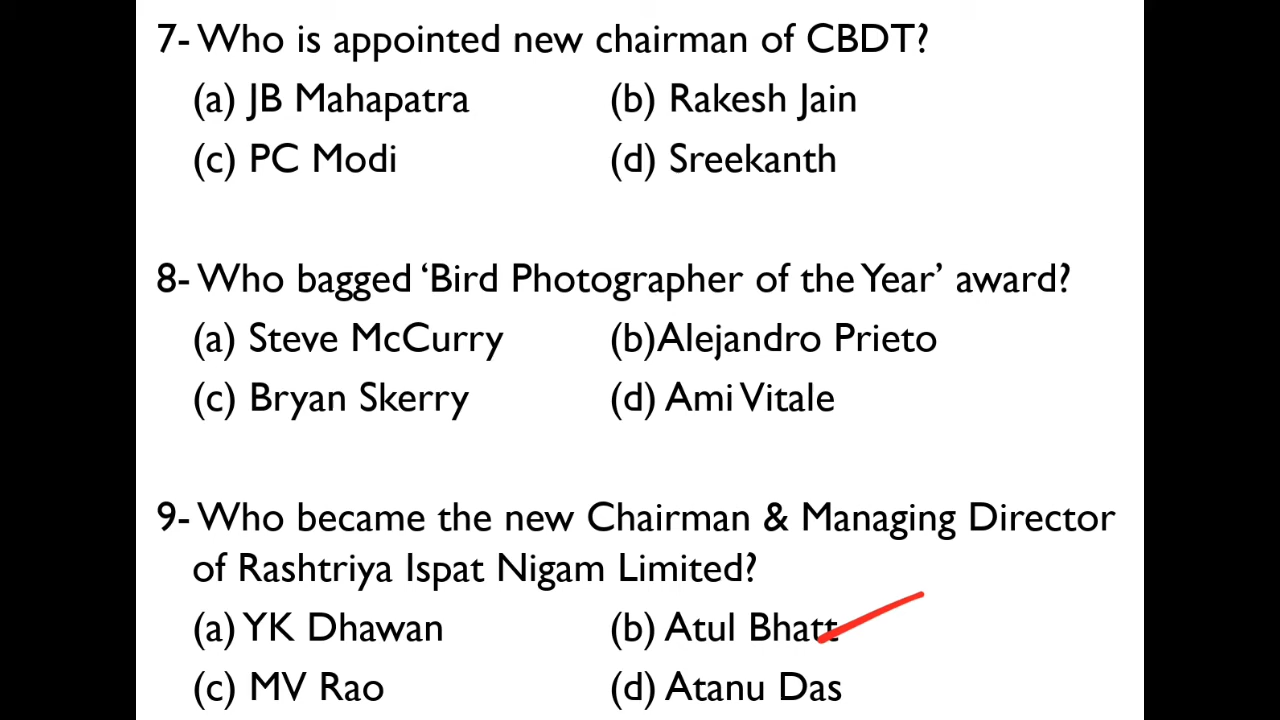 7- Who is appointed new chairman of CBDT?
(a) JB Mahapatra (b) Rakesh Jain
(c) PC Modi (d) Sreekanth
8- Who bagged ‘Bird Photographer of the Year’ award?
(a) Steve McCurry (b)Alejandro Prieto
(c) Bryan Skerry (d) Ami Vitale
9- Who became the new Chairman & Managing Director
of Rashtriya Ispat Nigam Limited?
(a) YK Dhawan (b) Atul Bhatt
(c) MV Rao (d) Atanu Das